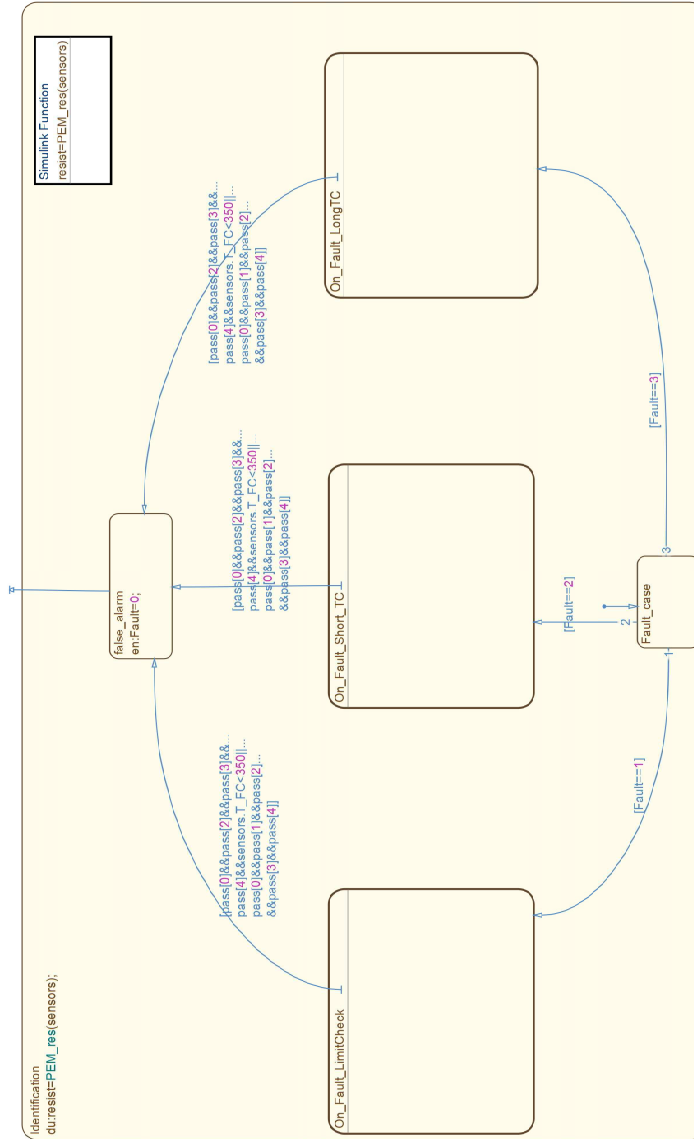 Identification
du:resist=PEM_res(sensors);
Simulink Function
resist=PEM_res(sensors)
false_alarm
en:Fault=0;
[pass[0]&&pass[2]&&pass[3]&&...
pass[4]&&sensors.T_FC<350||...
pass[0]&&pass[1]&&pass[2]...
&&pass[3]&&pass[4]]
[pass[0]&&pass[2]&&pass[3]&&...
pass[4]&&sensors.T_FC<350||...
pass[0]&&pass[1]&&pass[2]...
&&pass[3]&&pass[4]]
[pass[0]&&pass[2]&&pass[3]&&...
pass[4]&&sensors.T_FC<350||...
pass[0]&&pass[1]&&pass[2]...
&&pass[3]&&pass[4]]
On_Fault_LimitCheck
On_Fault_Short_TC
On_Fault_LongTC
[Fault==1]
[Fault==2]
[Fault==3]
1
2
3
Fault_case